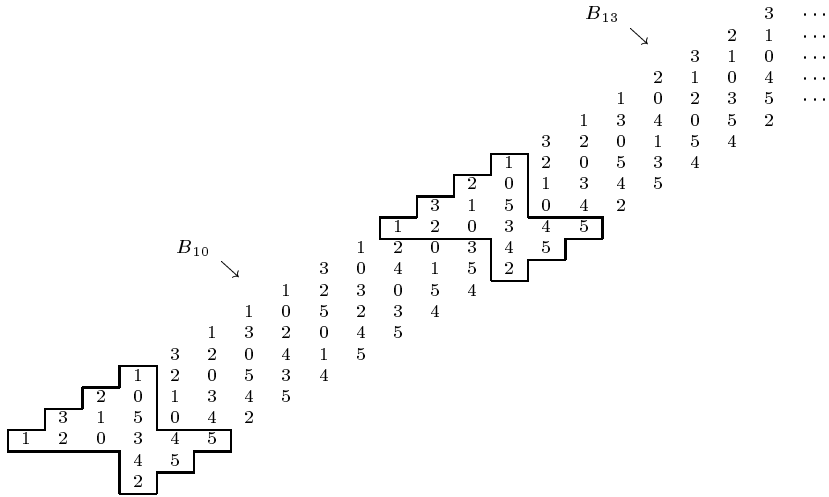 B13 3 ···
2 1 ···
3 1 0 ···
2 1 0 4 ···
1 0 2 3 5 ···
1 3 4 0 5 2
3 2 0 1 5 4
1 2 0 5 3 4
2 0 1 3 4 5
3 1 5 0 4 2
1 2 0 3 4 5
B10 1 2 0 3 4 5
3 0 4 1 5 2
1 2 3 0 5 4
1 0 5 2 3 4
1 3 2 0 4 5
3 2 0 4 1 5
1 2 0 5 3 4
2 0 1 3 4 5
3 1 5 0 4 2
1 2 0 3 4 5
4 5
2